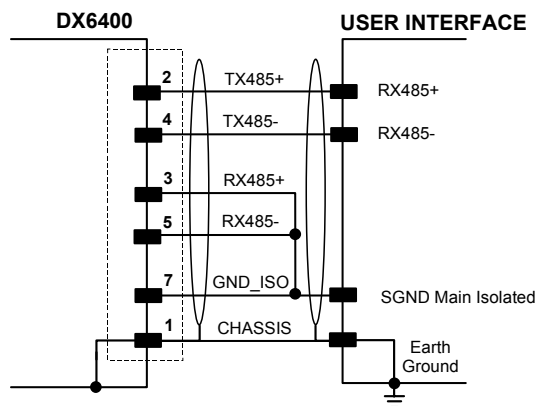 DX6400
USER INTERFACE
2 TX485+ RX485+
4 TX485- RX485-
3 RX485+
5 RX485-
7 GND_ISO SGND Main Isolated
1 CHASSIS
Earth
Ground